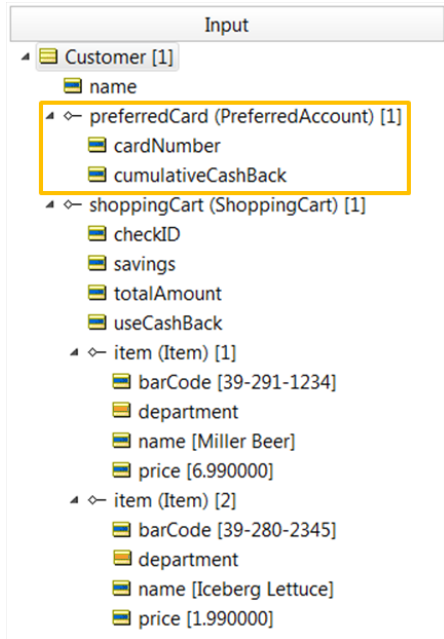 Input
Customer [1]
name
preferredCard (PreferredAccount) [1]
cardNumber
cumulativeCashBack
shoppingCart (ShoppingCart) [1]
checkID
savings
totalAmount
useCashBack
item (Item) [1]
barCode [39-291-1234]
department
name [Miller Beer]
price [6.990000]
item (Item) [2]
barCode [39-280-2345]
department
name [Iceberg Lettuce]
price [1.990000]